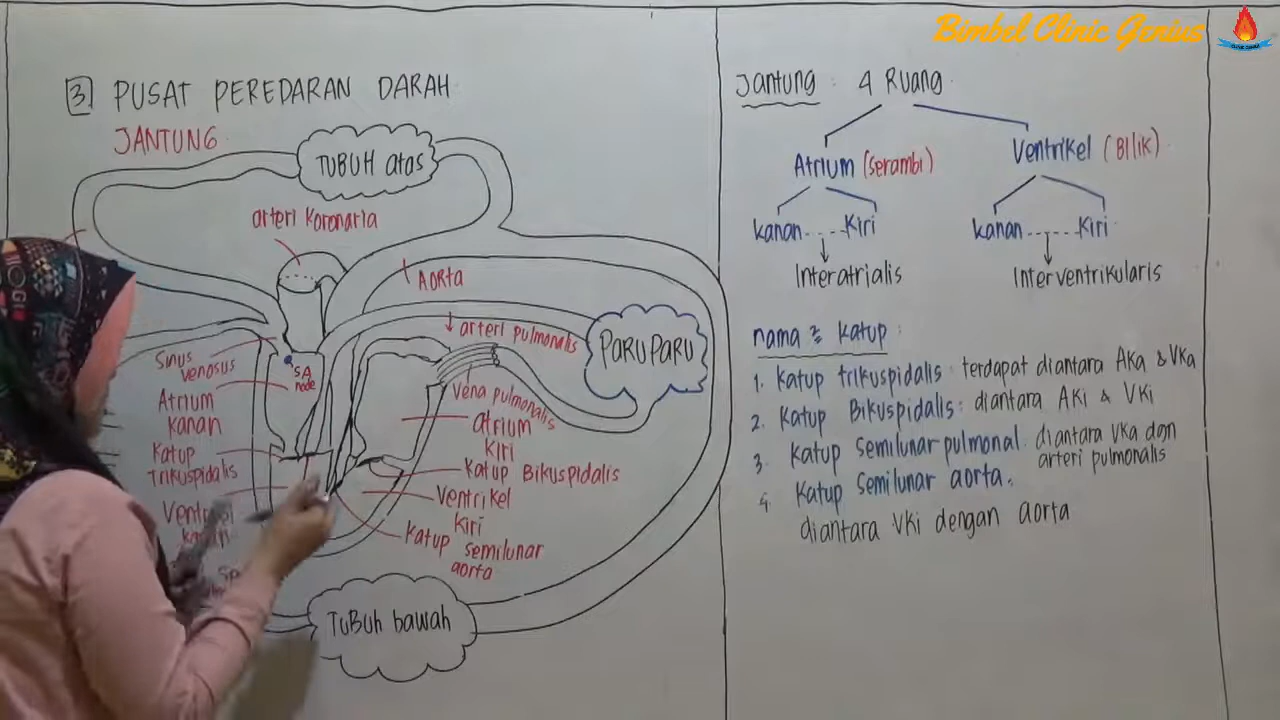 Bimbel Clinic Genius
3 PUSAT PEREDARAN DARAH
JANTUNG
TUBUH atas
arteri koronaria
AORta
arteri pulmonalis
PARU PARU
Sinus
venosus
SA
node
Atrium
kanan
Katup
trikuspidalis
kanan
Vena pulmonalis
atrium
kiri
Katup Bikuspidalis
Ventrikel
kiri
Katup semilunar
aorta
TUBUh bawah
Jantung : 4 Ruang
Atrium (serambi)
Ventrikel (BIlIK)
kanan ---- Kiri
kanan ----- Kiri
Interatrialis
Interventrikularis
nama² Katup :
1. Katup trikuspidalis : terdapat diantara AKa & VKa
2. Katup Bikuspidalis : diantara AKi & VKi
3. Katup semilunar pulmonal : diantara VKa dan
arteri pulmonalis
4. Katup semilunar aorta.
diantara VKi dengan aorta